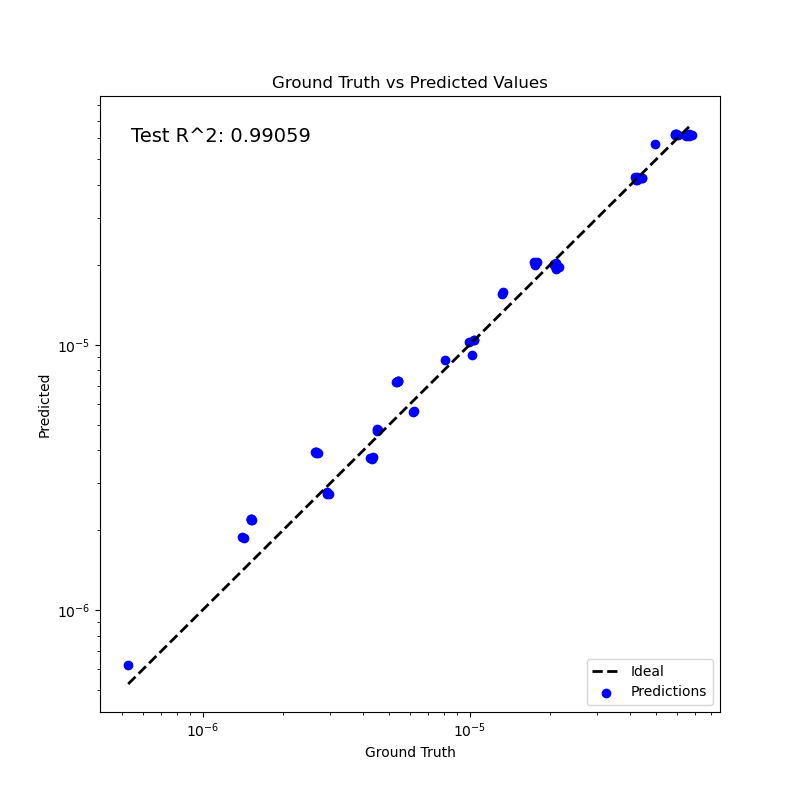 Ground Truth vs Predicted Values
Test R^2: 0.99059
Predicted
10⁻⁵
10⁻⁶
10⁻⁶
10⁻⁵
Ground Truth
Ideal
Predictions